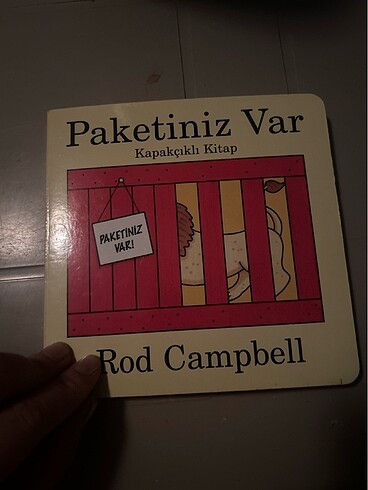 Paketiniz Var
Kapakçıklı Kitap
PAKETİNİZ
VAR!
Rod Campbell